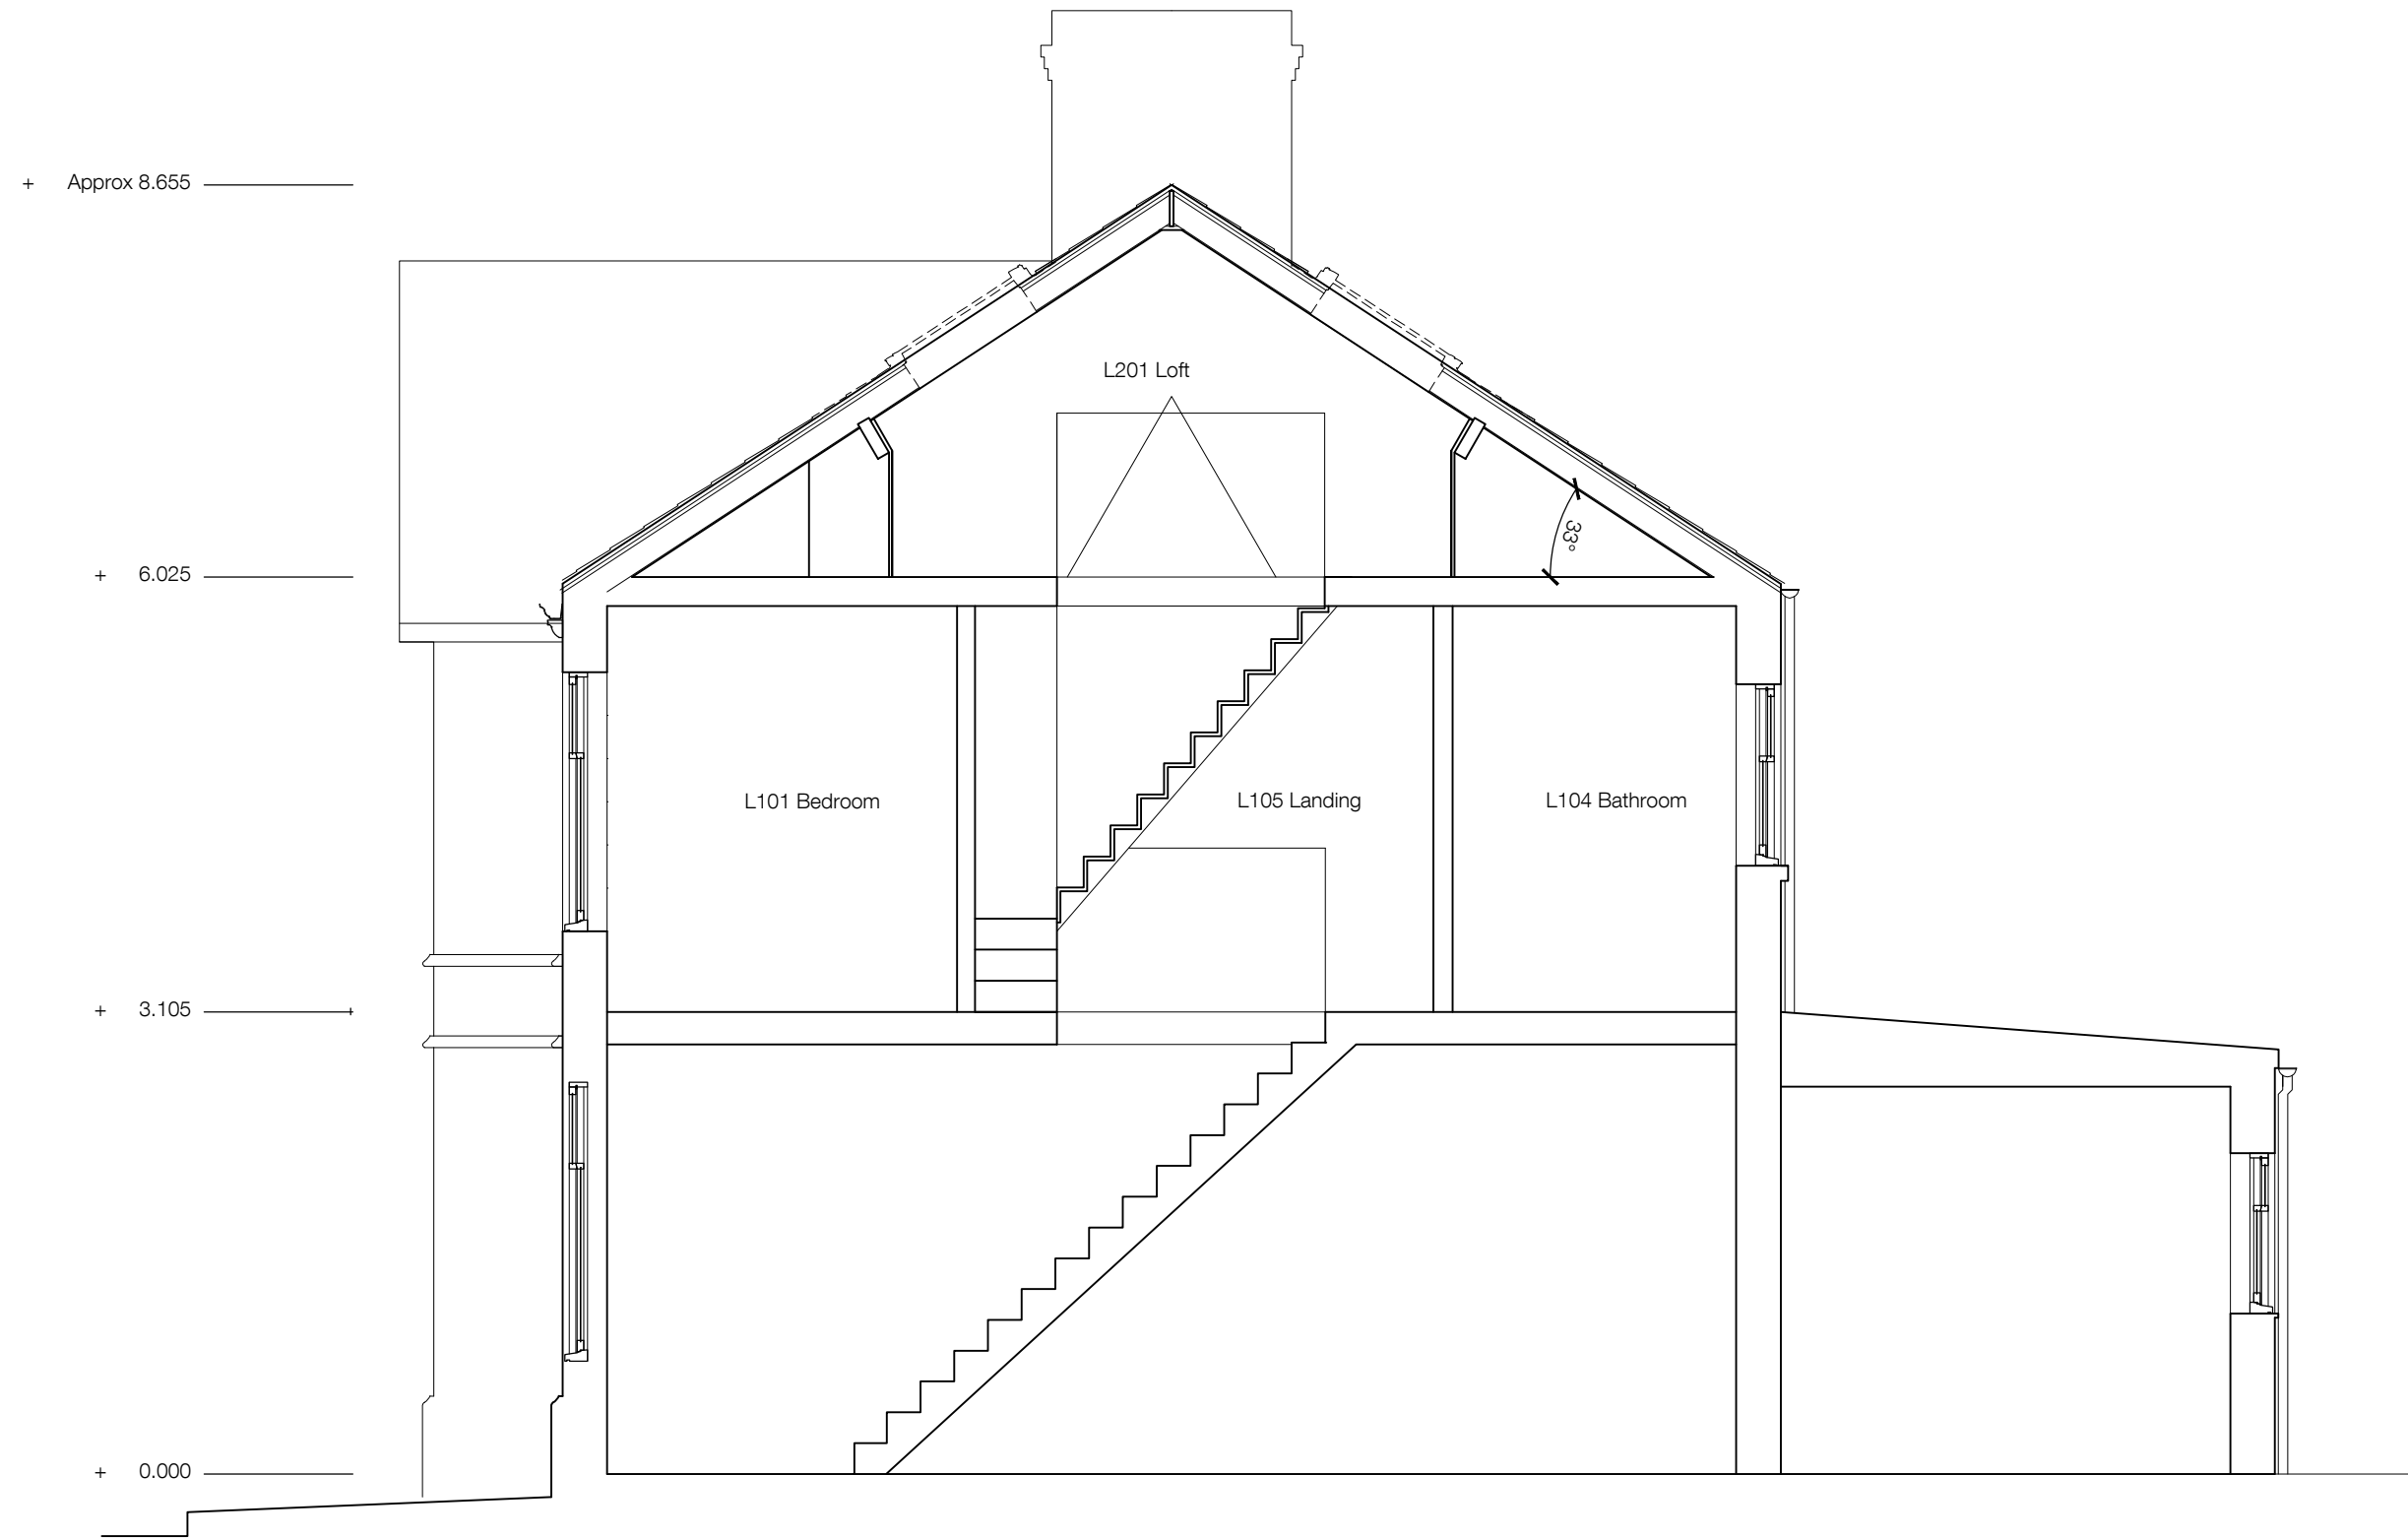 + Approx 8.655
L201 Loft
33°
+ 6.025
L101 Bedroom
L105 Landing
L104 Bathroom
+ 3.105
+ 0.000